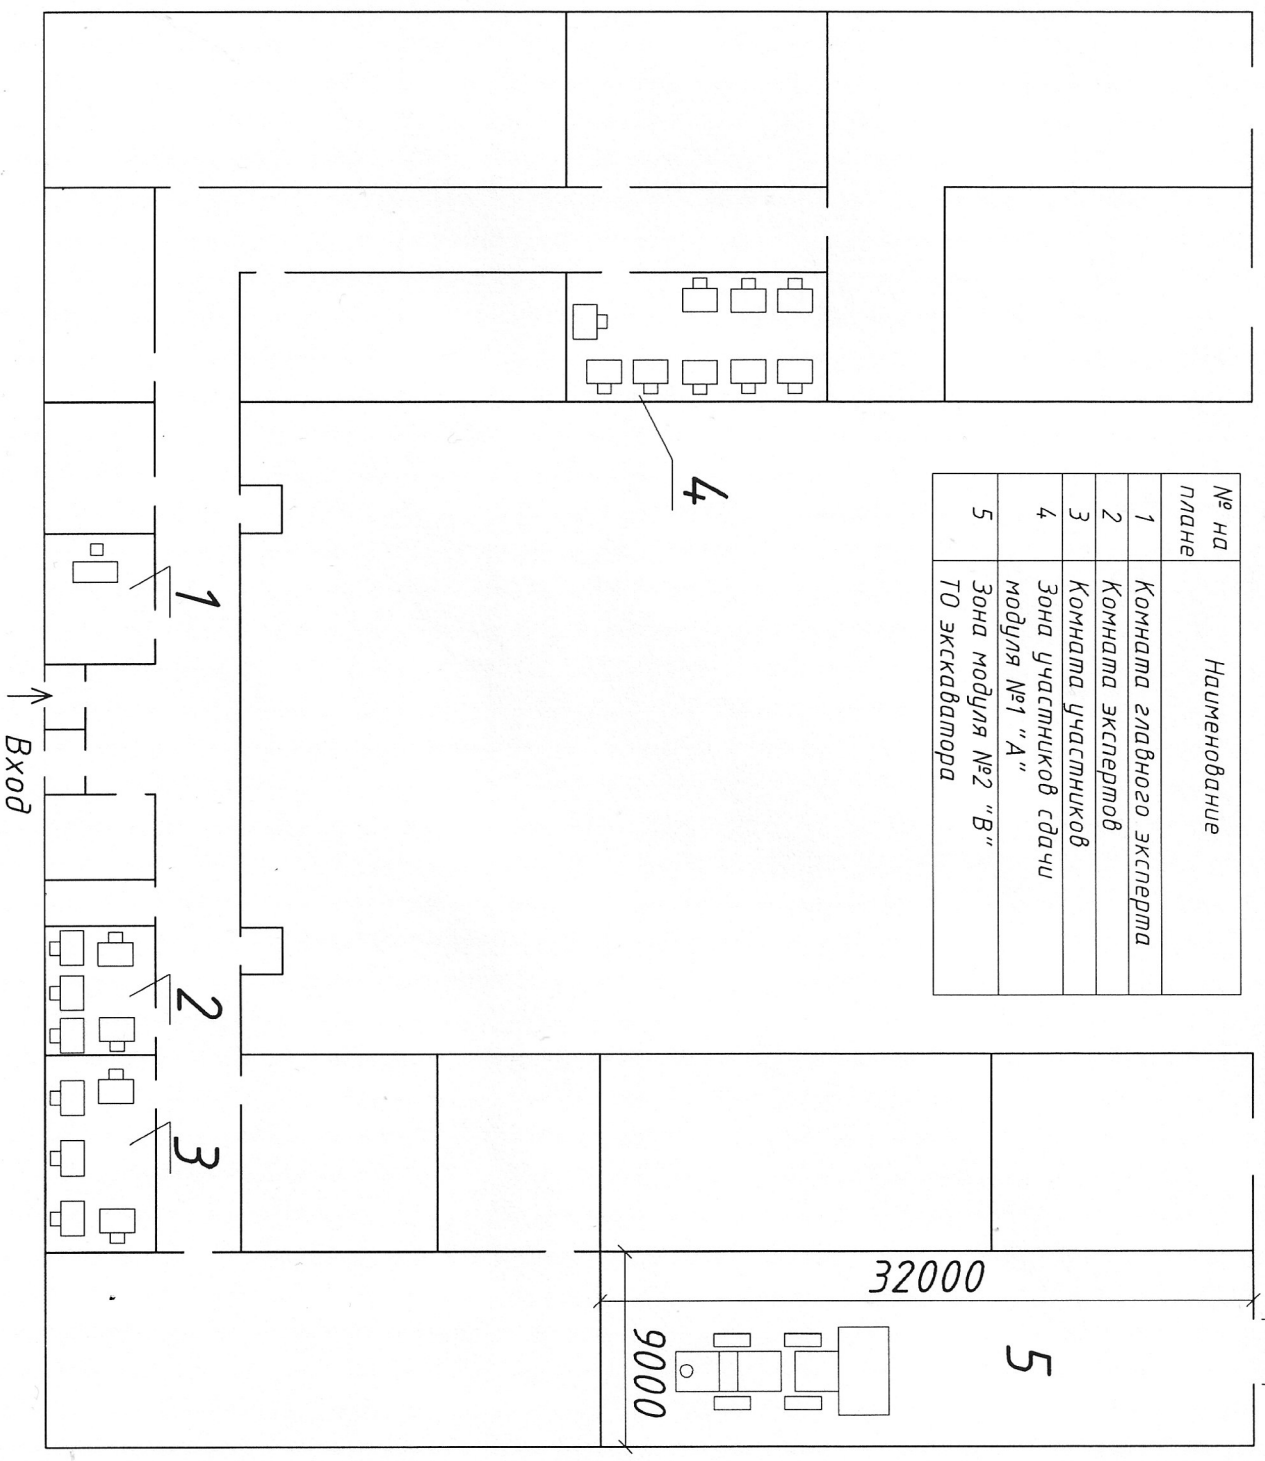 № на
плане
Наименование
1
Комната главного эксперта
2
Комната экспертов
3
Комната участников
4
Зона участников сдачи
модуля №1 "А"
5
Зона модуля №2 "В"
ТО экскаватора
4
1
Вход
2
3
32000
9000
5